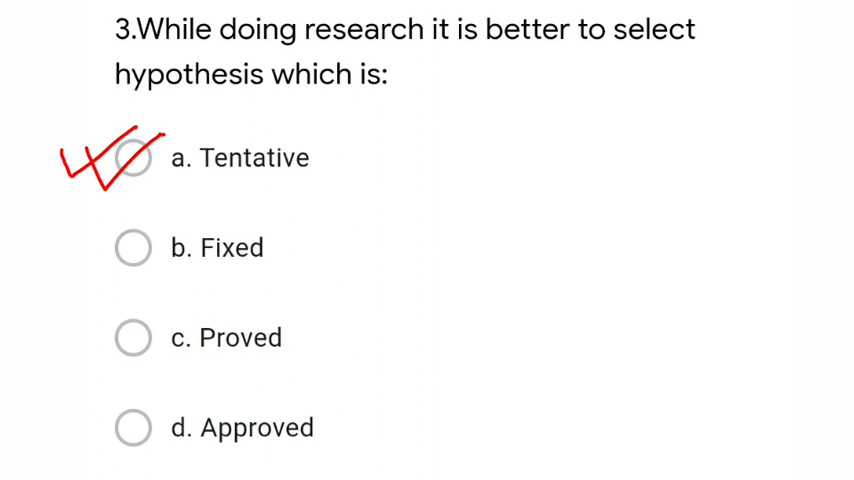 3.While doing research it is better to select
hypothesis which is:
a. Tentative
b. Fixed
c. Proved
d. Approved